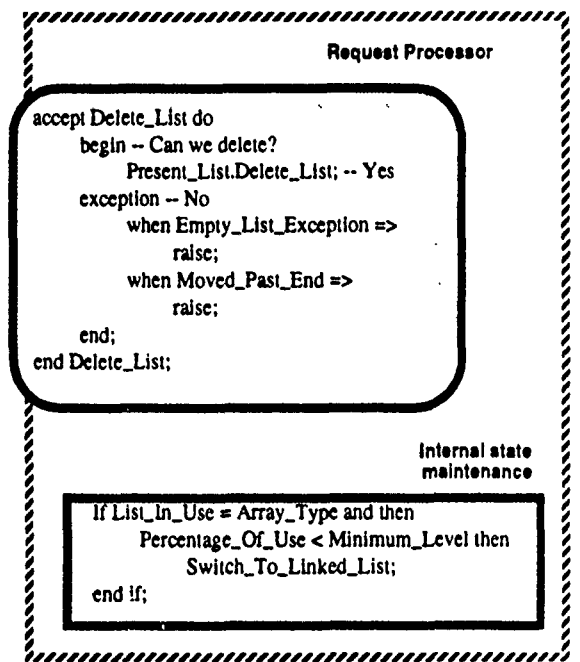 Request Processor
accept Delete_List do
begin -- Can we delete?
Present_List.Delete_List; -- Yes
exception -- No
when Empty_List_Exception =>
raise;
when Moved_Past_End =>
raise;
end;
end Delete_List;
Internal state
maintenance
If List_In_Use = Array_Type and then
Percentage_Of_Use < Minimum_Level then
Switch_To_Linked_List;
end if;